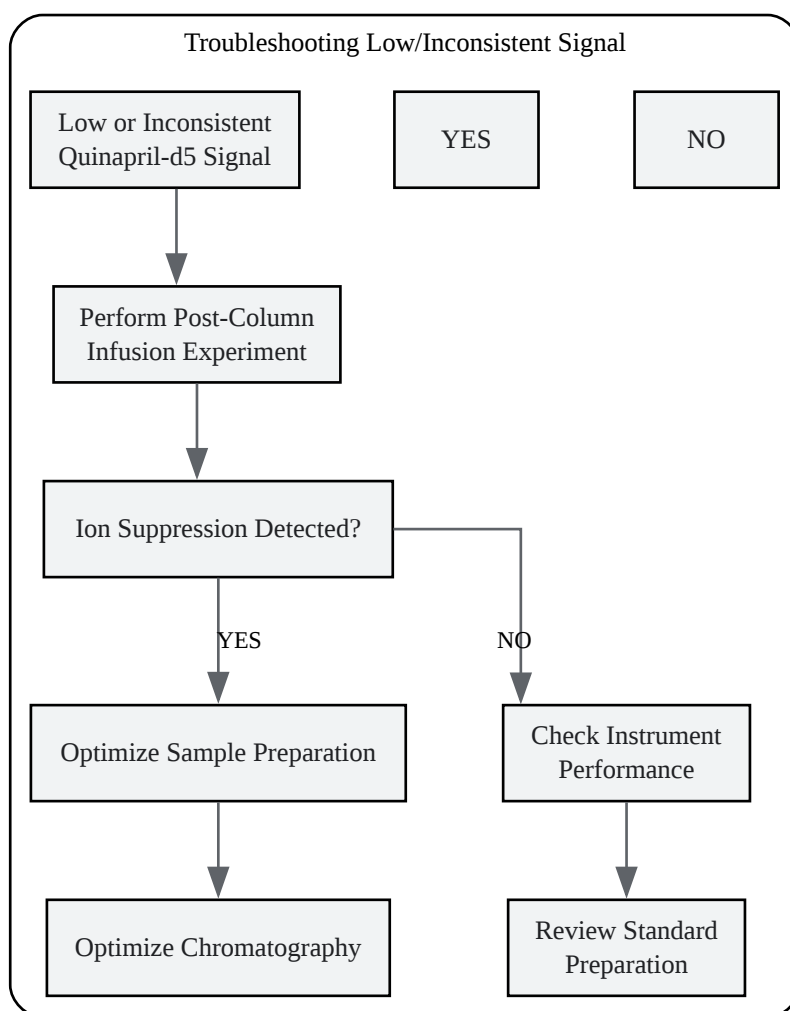 Troubleshooting Low/Inconsistent Signal
Low or Inconsistent
Quinapril-d5 Signal
YES
NO
Perform Post-Column
Infusion Experiment
Ion Suppression Detected?
YES
NO
Optimize Sample Preparation
Check Instrument
Performance
Optimize Chromatography
Review Standard
Preparation